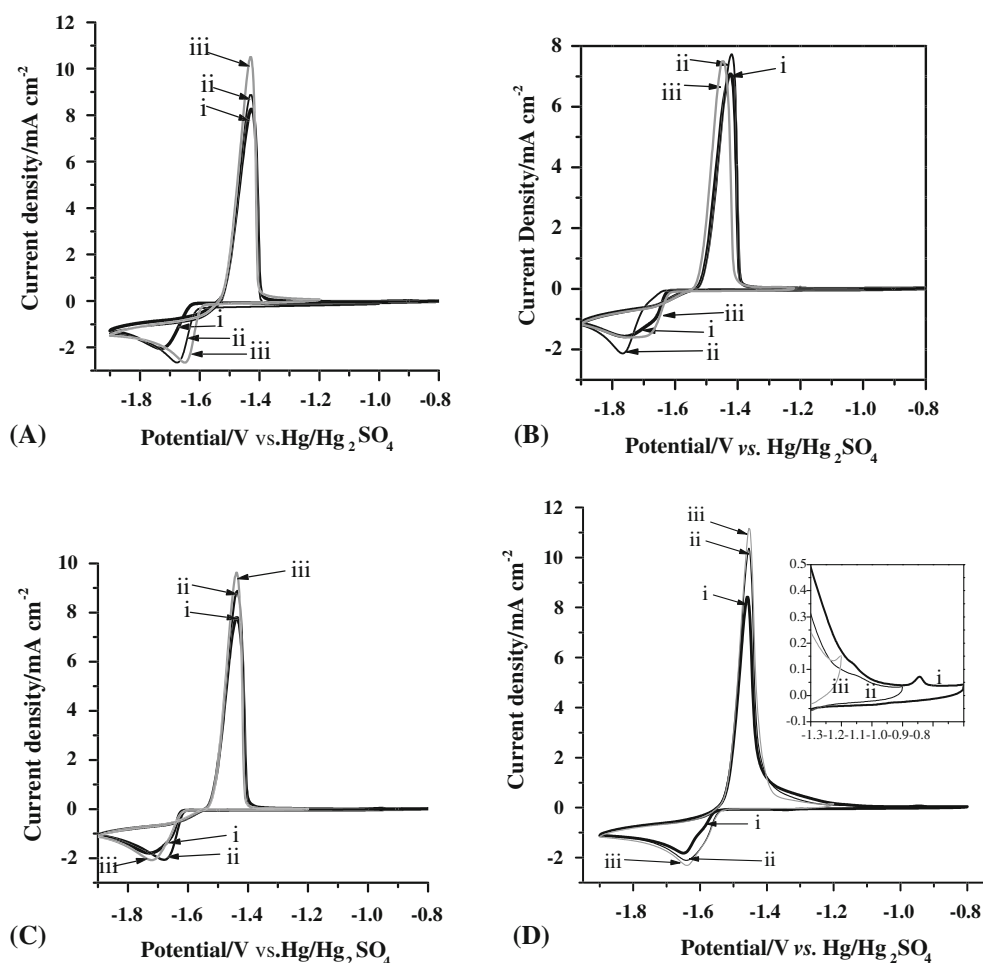 12
10
8
6
4
2
0
-2
-1.8 -1.6 -1.4 -1.2 -1.0 -0.8
Current density/mA cm-2
Potential/V vs.Hg/Hg2SO4
iii
ii
i
i
ii
iii
(A)
8
6
4
2
0
-2
-1.8 -1.6 -1.4 -1.2 -1.0 -0.8
Current Density/mA cm-2
Potential/V vs. Hg/Hg2SO4
ii
i
iii
iii
i
ii
(B)
10
8
6
4
2
0
-2
-1.8 -1.6 -1.4 -1.2 -1.0 -0.8
Current density/mA cm-2
Potential/V vs.Hg/Hg2SO4
ii
iii
i
i
iii
ii
(C)
12
10
8
6
4
2
0
-2
-1.8 -1.6 -1.4 -1.2 -1.0 -0.8
Current density/mA cm-2
Potential/V vs. Hg/Hg2SO4
iii
ii
i
i
iii
ii
0.5
0.4
0.3
0.2
0.1
0.0
-0.1
-1.3 -1.2 -1.1 -1.0 -0.9 -0.8
iii
ii
i
(D)